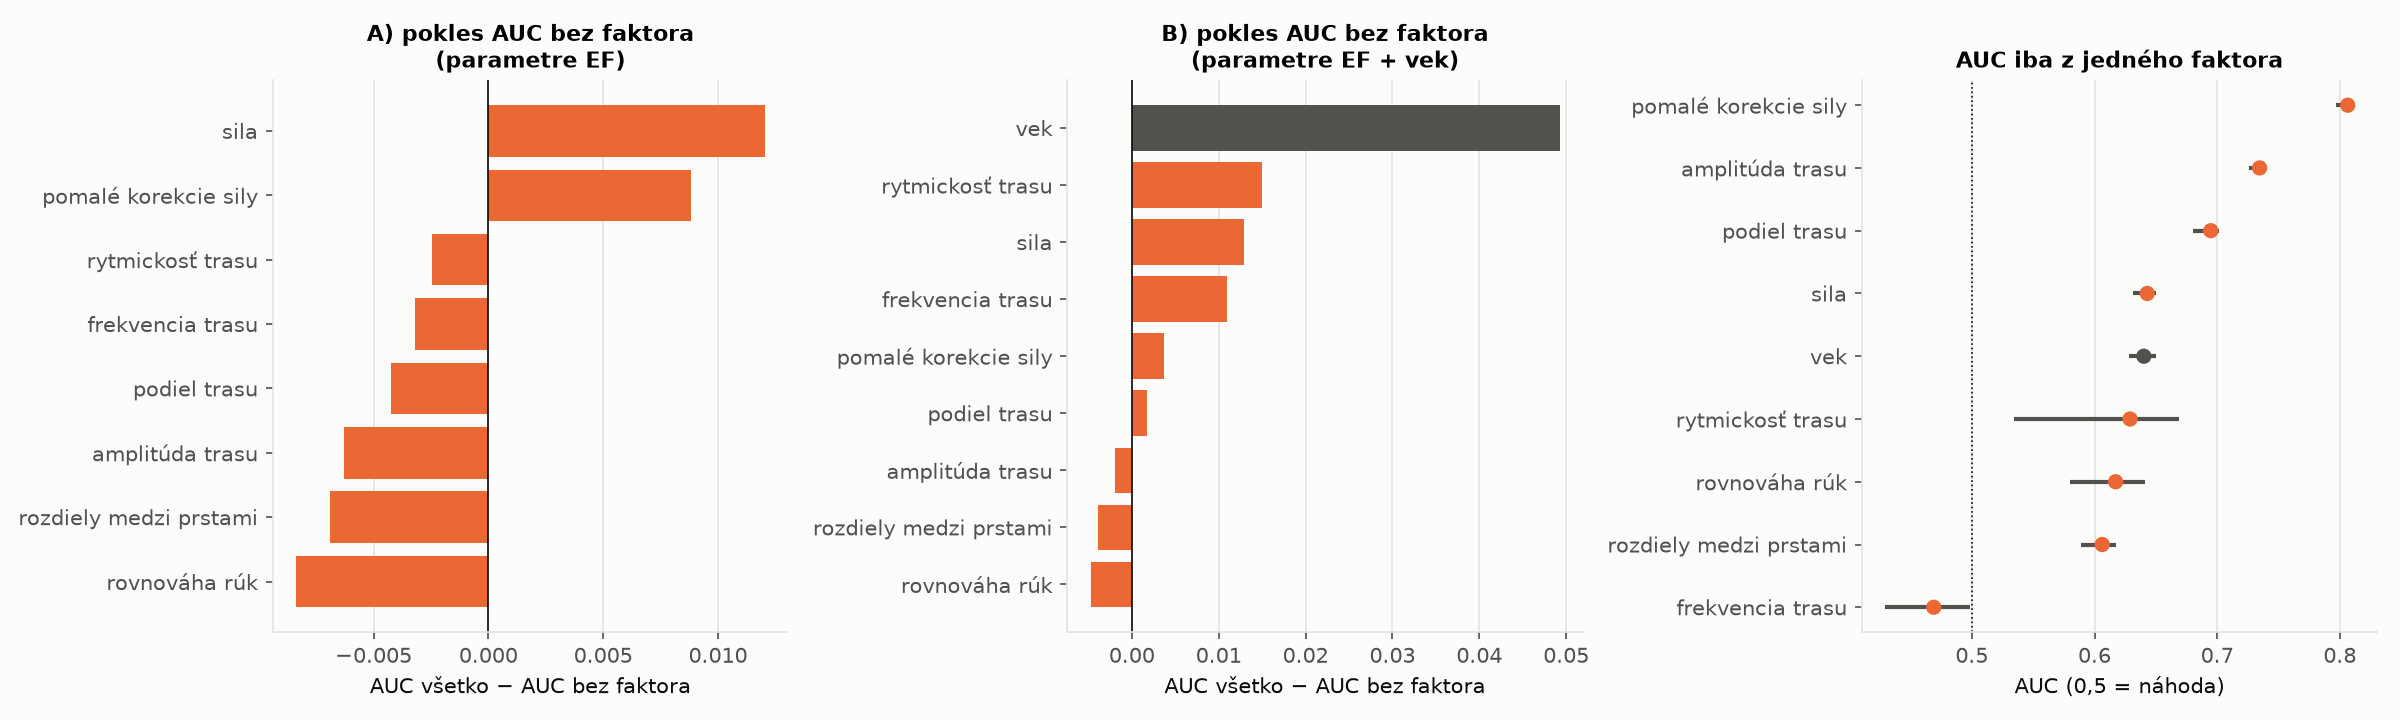 A) pokles AUC bez faktora
(parametre EF)
sila
pomalé korekcie sily
rytmickosť trasu
frekvencia trasu
podiel trasu
amplitúda trasu
rozdiely medzi prstami
rovnováha rúk
−0.005 0.000 0.005 0.010
AUC všetko − AUC bez faktora
B) pokles AUC bez faktora
(parametre EF + vek)
vek
rytmickosť trasu
sila
frekvencia trasu
pomalé korekcie sily
podiel trasu
amplitúda trasu
rozdiely medzi prstami
rovnováha rúk
0.00 0.01 0.02 0.03 0.04 0.05
AUC všetko − AUC bez faktora
AUC iba z jedného faktora
pomalé korekcie sily
amplitúda trasu
podiel trasu
sila
vek
rytmickosť trasu
rovnováha rúk
rozdiely medzi prstami
frekvencia trasu
0.5 0.6 0.7 0.8
AUC (0,5 = náhoda)